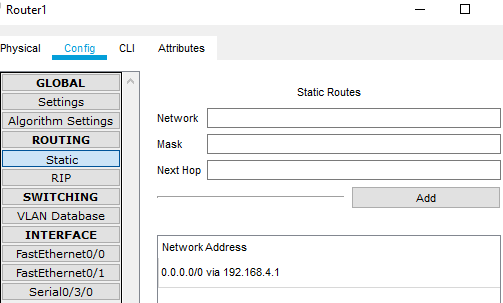 Router1
Physical Config CLI Attributes
GLOBAL
Settings
Algorithm Settings
ROUTING
Static
RIP
SWITCHING
VLAN Database
INTERFACE
FastEthernet0/0
FastEthernet0/1
Serial0/3/0
Static Routes
Network
Mask
Next Hop
Add
Network Address
0.0.0.0/0 via 192.168.4.1